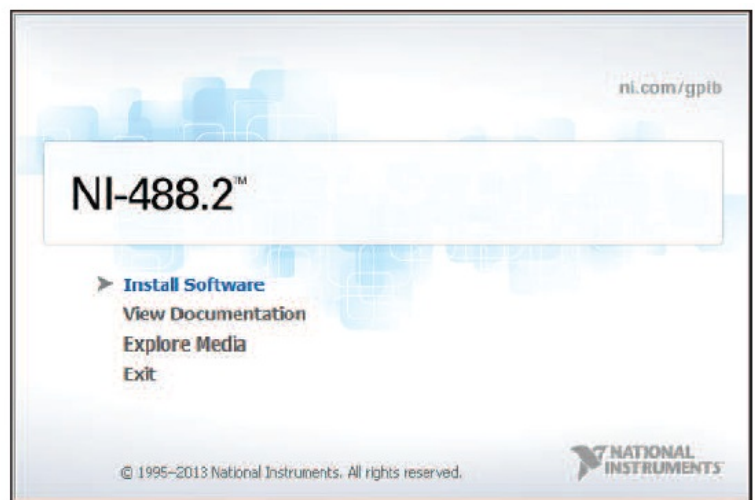 ni.com/gpib
NI-488.2™
Install Software
View Documentation
Explore Media
Exit
© 1995–2013 National Instruments. All rights reserved.
NATIONAL
INSTRUMENTS